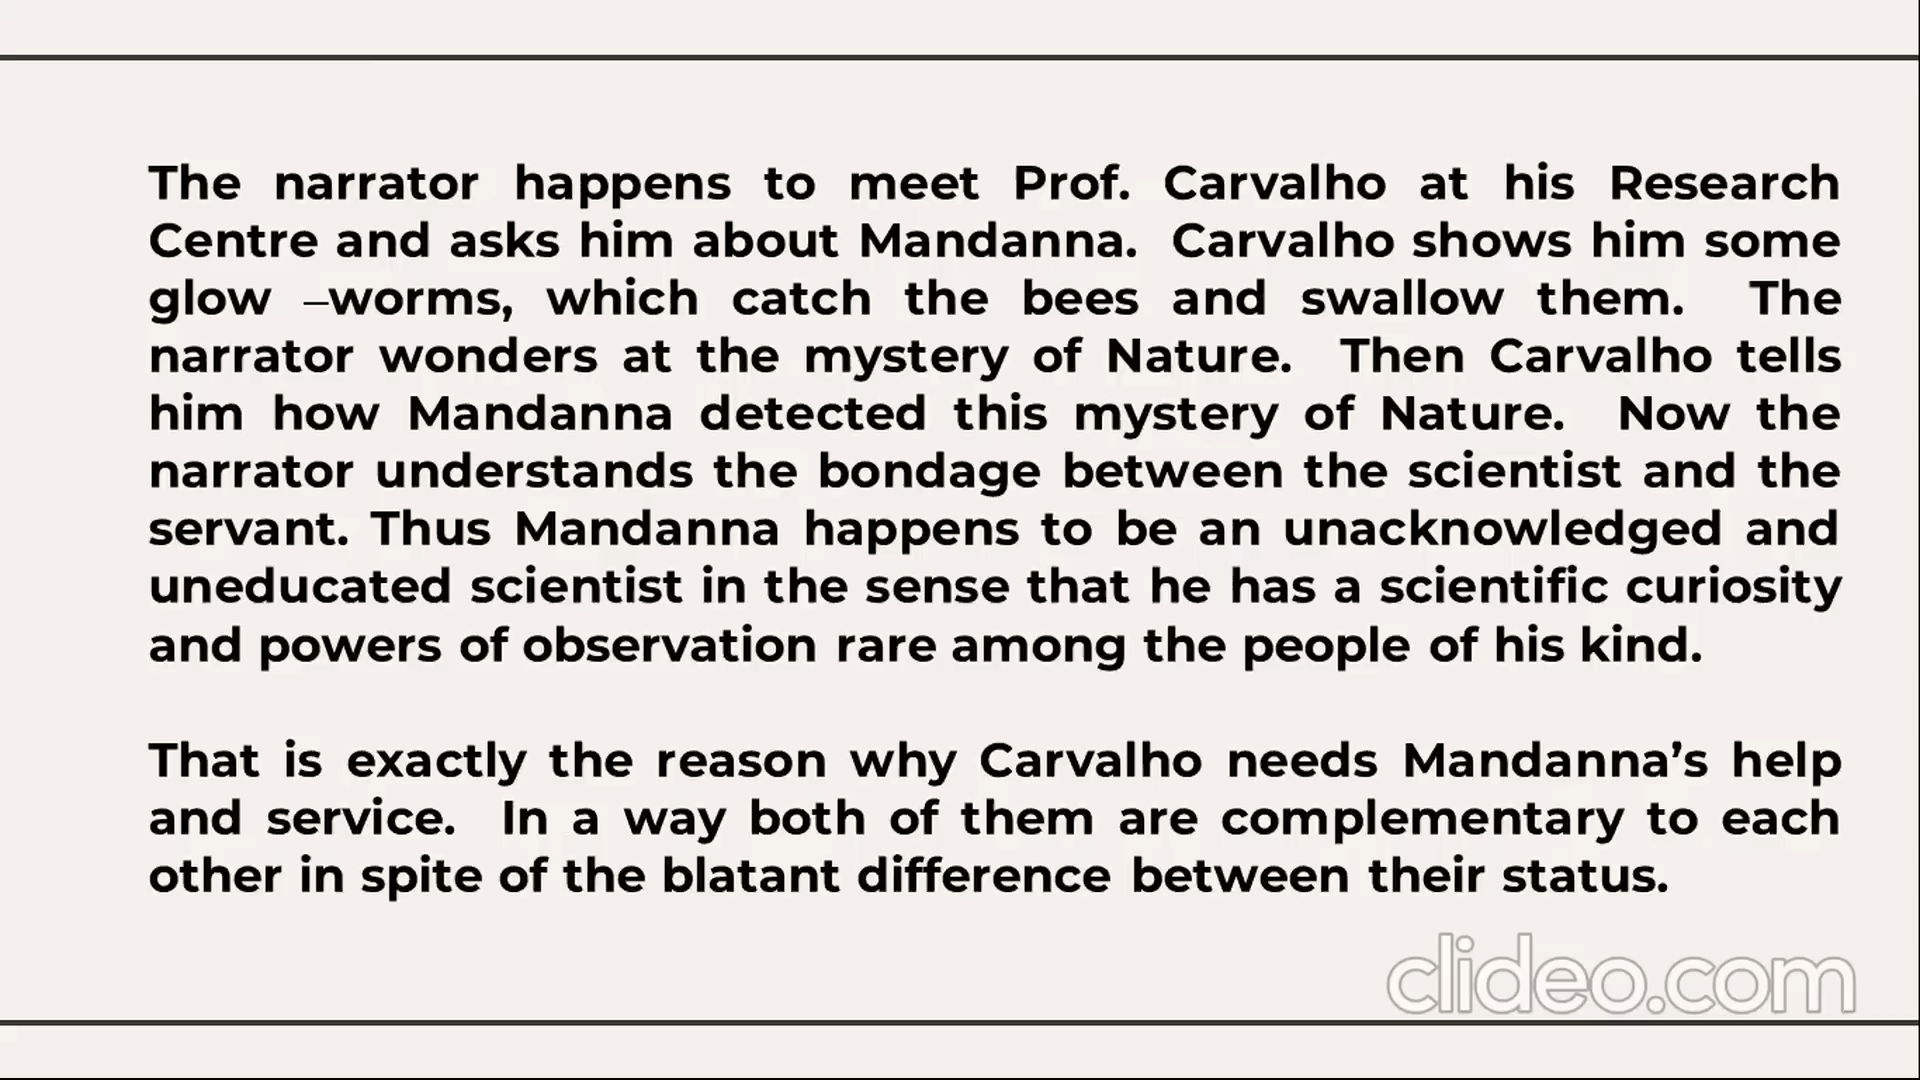 The narrator happens to meet Prof. Carvalho at his Research
Centre and asks him about Mandanna.  Carvalho shows him some
glow –worms, which catch the bees and swallow them.  The
narrator wonders at the mystery of Nature.  Then Carvalho tells
him how Mandanna detected this mystery of Nature.  Now the
narrator understands the bondage between the scientist and the
servant. Thus Mandanna happens to be an unacknowledged and
uneducated scientist in the sense that he has a scientific curiosity
and powers of observation rare among the people of his kind.
That is exactly the reason why Carvalho needs Mandanna’s help
and service.  In a way both of them are complementary to each
other in spite of the blatant difference between their status.
clideo.com